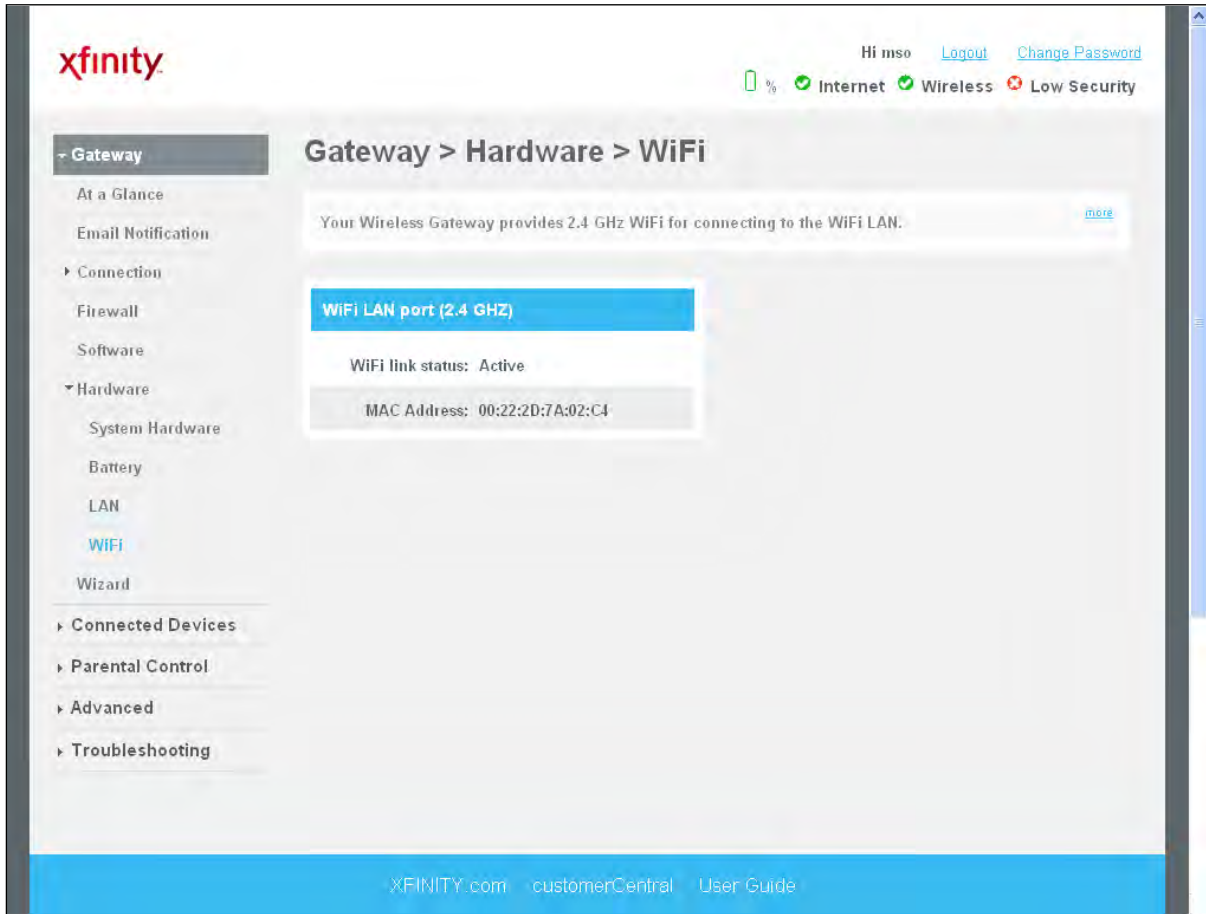 xfinity
Hi mso Logout Change Password
% Internet Wireless Low Security
Gateway
At a Glance
Email Notification
Connection
Firewall
Software
Hardware
System Hardware
Battery
LAN
WiFi
Wizard
Connected Devices
Parental Control
Advanced
Troubleshooting
Gateway > Hardware > WiFi
Your Wireless Gateway provides 2.4 GHz WiFi for connecting to the WiFi LAN. more
WiFi LAN port (2.4 GHZ)
WiFi link status: Active
MAC Address: 00:22:2D:7A:02:C4
XFINITY.com customerCentral User Guide